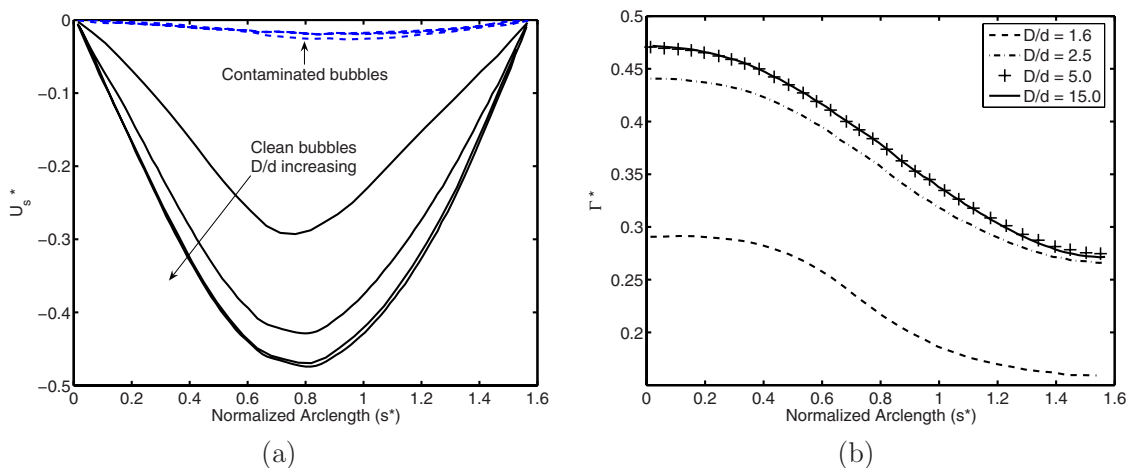 0
−0.1
−0.2
−0.3
−0.4
−0.5
U_s*
Contaminated bubbles
Clean bubbles
D/d increasing
0 0.2 0.4 0.6 0.8 1 1.2 1.4 1.6
Normalized Arclength (s*)
(a)
0.5
0.45
0.4
0.35
0.3
0.25
0.2
Γ*
D/d = 1.6
D/d = 2.5
D/d = 5.0
D/d = 15.0
0 0.2 0.4 0.6 0.8 1 1.2 1.4 1.6
Normalized Arclength (s*)
(b)